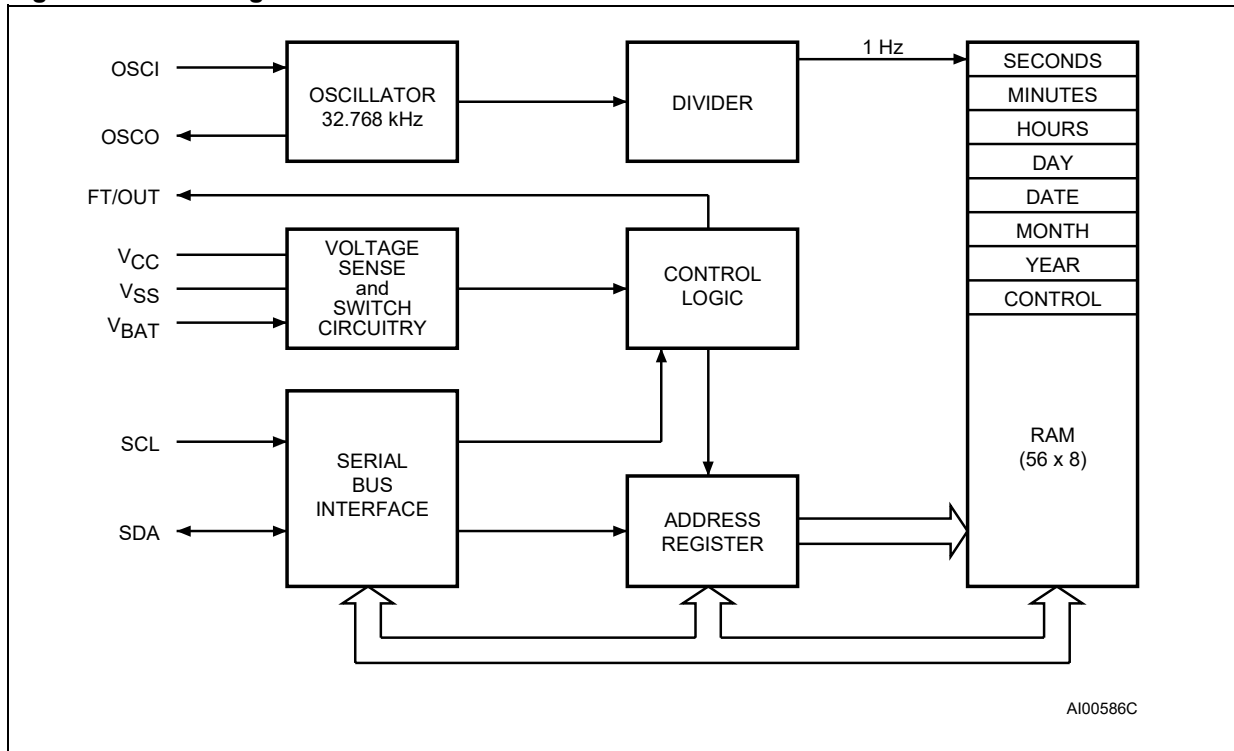 OSCI
OSCO
FT/OUT
VCC
VSS
VBAT
SCL
SDA
OSCILLATOR
32.768 kHz
DIVIDER
1 Hz
VOLTAGE
SENSE
and
SWITCH
CIRCUITRY
CONTROL
LOGIC
SERIAL
BUS
INTERFACE
ADDRESS
REGISTER
SECONDS
MINUTES
HOURS
DAY
DATE
MONTH
YEAR
CONTROL
RAM
(56 x 8)
AI00586C